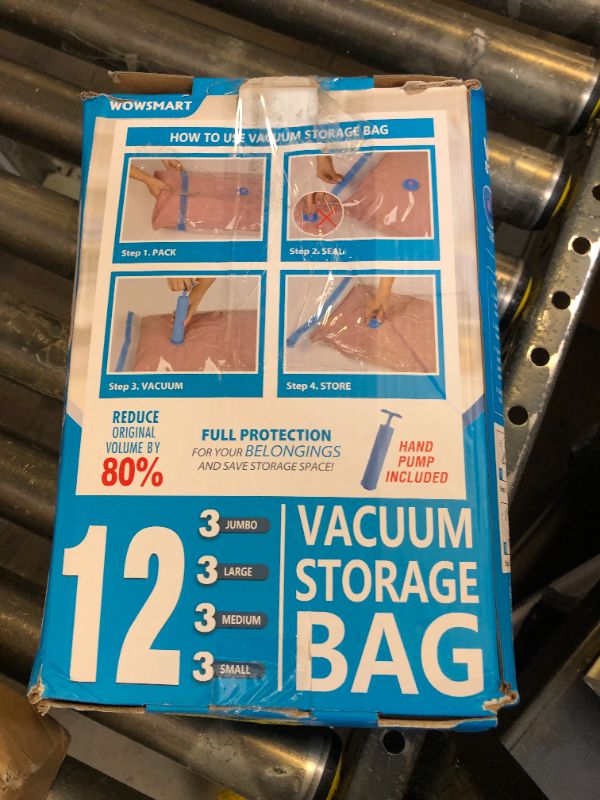 WOWSMART
HOW TO USE VACUUM STORAGE BAG
Step 1. PACK
Step 2. SEAL
Step 3. VACUUM
Step 4. STORE
REDUCE
ORIGINAL
VOLUME BY
80%
FULL PROTECTION
FOR YOUR BELONGINGS
AND SAVE STORAGE SPACE!
HAND
PUMP
INCLUDED
12
3 JUMBO
3 LARGE
3 MEDIUM
3 SMALL
VACUUM
STORAGE
BAG